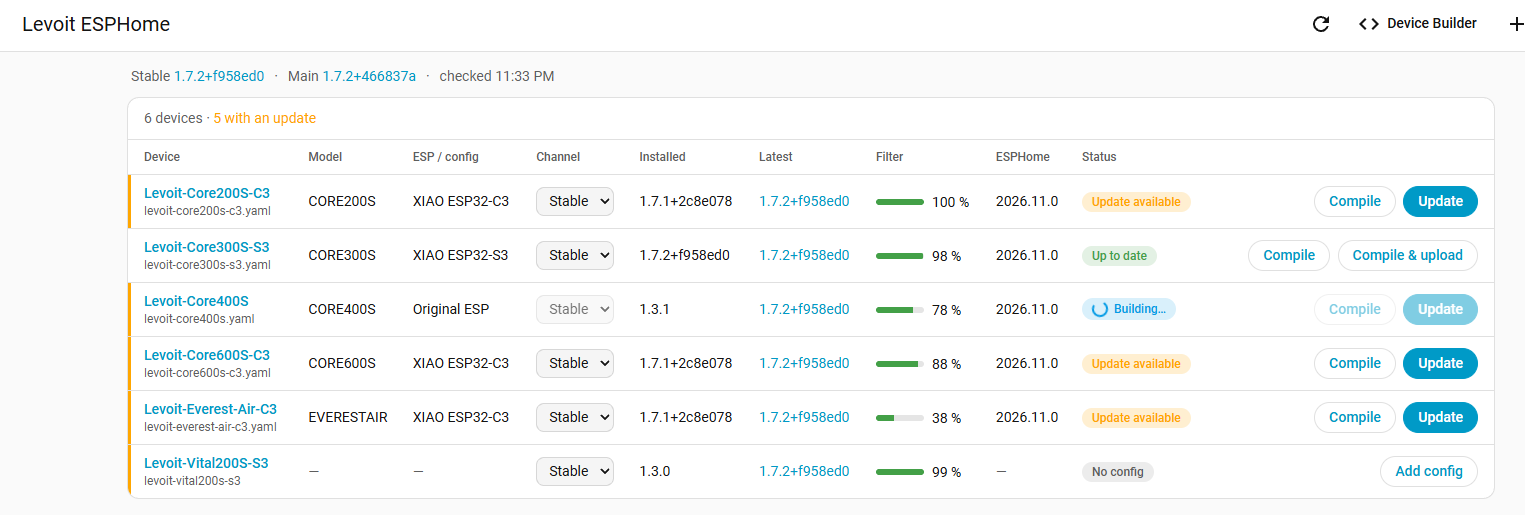 Levoit ESPHome
Device Builder
Stable 1.7.2+f958ed0 · Main 1.7.2+466837a · checked 11:33 PM
6 devices · 5 with an update
Device Model ESP / config Channel Installed Latest Filter ESPHome Status
Levoit-Core200S-C3
levoit-core200s-c3.yaml
CORE200S XIAO ESP32-C3 Stable 1.7.1+2c8e078 1.7.2+f958ed0 100 % 2026.11.0 Update available Compile Update
Levoit-Core300S-S3
levoit-core300s-s3.yaml
CORE300S XIAO ESP32-S3 Stable 1.7.2+f958ed0 1.7.2+f958ed0 98 % 2026.11.0 Up to date Compile Compile & upload
Levoit-Core400S
levoit-core400s.yaml
CORE400S Original ESP Stable 1.3.1 1.7.2+f958ed0 78 % 2026.11.0 Building... Compile Update
Levoit-Core600S-C3
levoit-core600s-c3.yaml
CORE600S XIAO ESP32-C3 Stable 1.7.1+2c8e078 1.7.2+f958ed0 88 % 2026.11.0 Update available Compile Update
Levoit-Everest-Air-C3
levoit-everest-air-c3.yaml
EVERESTAIR XIAO ESP32-C3 Stable 1.7.1+2c8e078 1.7.2+f958ed0 38 % 2026.11.0 Update available Compile Update
Levoit-Vital200S-S3
levoit-vital200s-s3
— — Stable 1.3.0 1.7.2+f958ed0 99 % — No config Add config